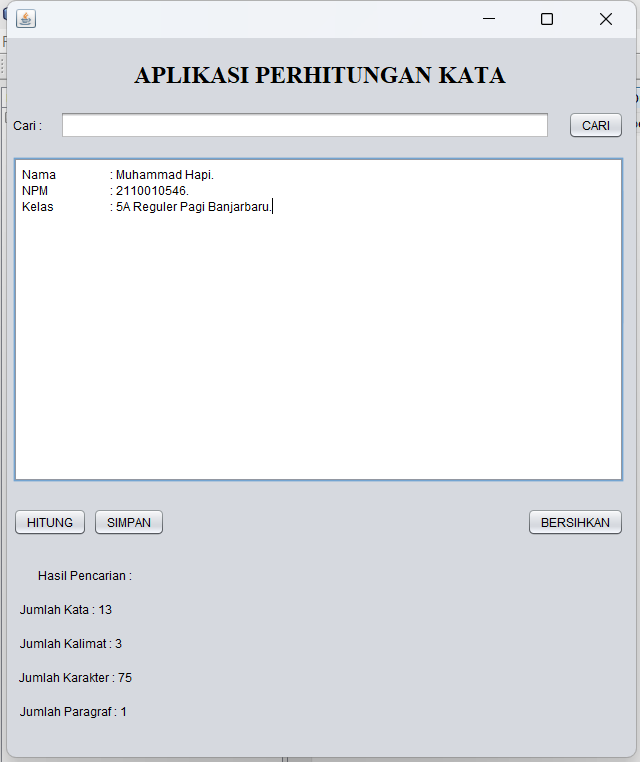 APLIKASI PERHITUNGAN KATA
Cari :
CARI
Nama : Muhammad Hapi.
NPM : 2110010546.
Kelas : 5A Reguler Pagi Banjarbaru.
HITUNG SIMPAN BERSIHKAN
Hasil Pencarian :
Jumlah Kata : 13
Jumlah Kalimat : 3
Jumlah Karakter : 75
Jumlah Paragraf : 1